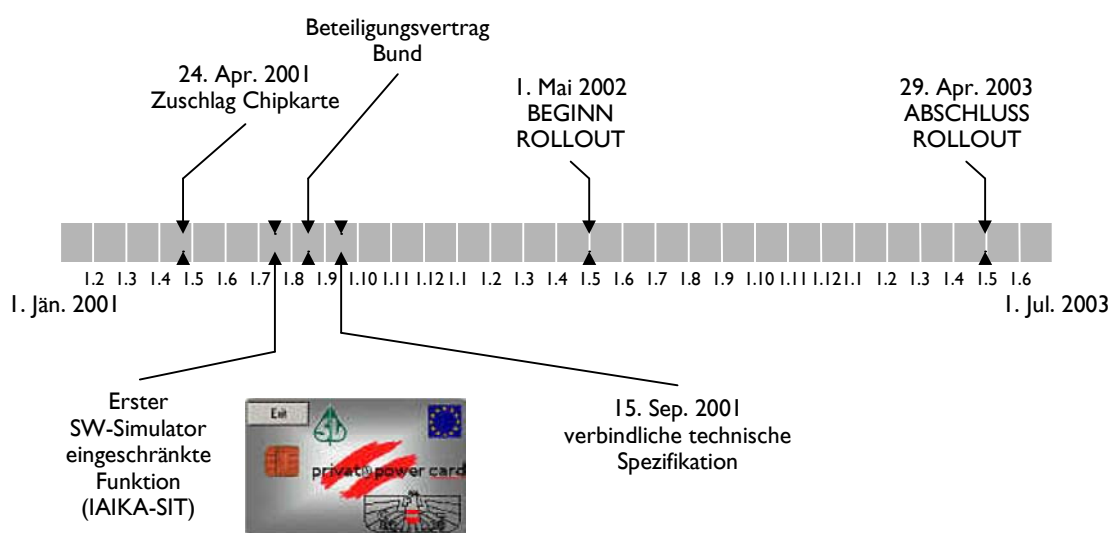 Beteiligungsvertrag
Bund
24. Apr. 2001
Zuschlag Chipkarte
1. Mai 2002
BEGINN
ROLLOUT
29. Apr. 2003
ABSCHLUSS
ROLLOUT
1.2 1.3 1.4 1.5 1.6 1.7 1.8 1.9 1.10 1.11 1.12 1.1 1.2 1.3 1.4 1.5 1.6 1.7 1.8 1.9 1.10 1.11 1.12 1.1 1.2 1.3 1.4 1.5 1.6
1. Jän. 2001
1. Jul. 2003
Erster
SW-Simulator
eingeschränkte
Funktion
(IAIKA-SIT)
Exit
privat@power card
15. Sep. 2001
verbindliche technische
Spezifikation